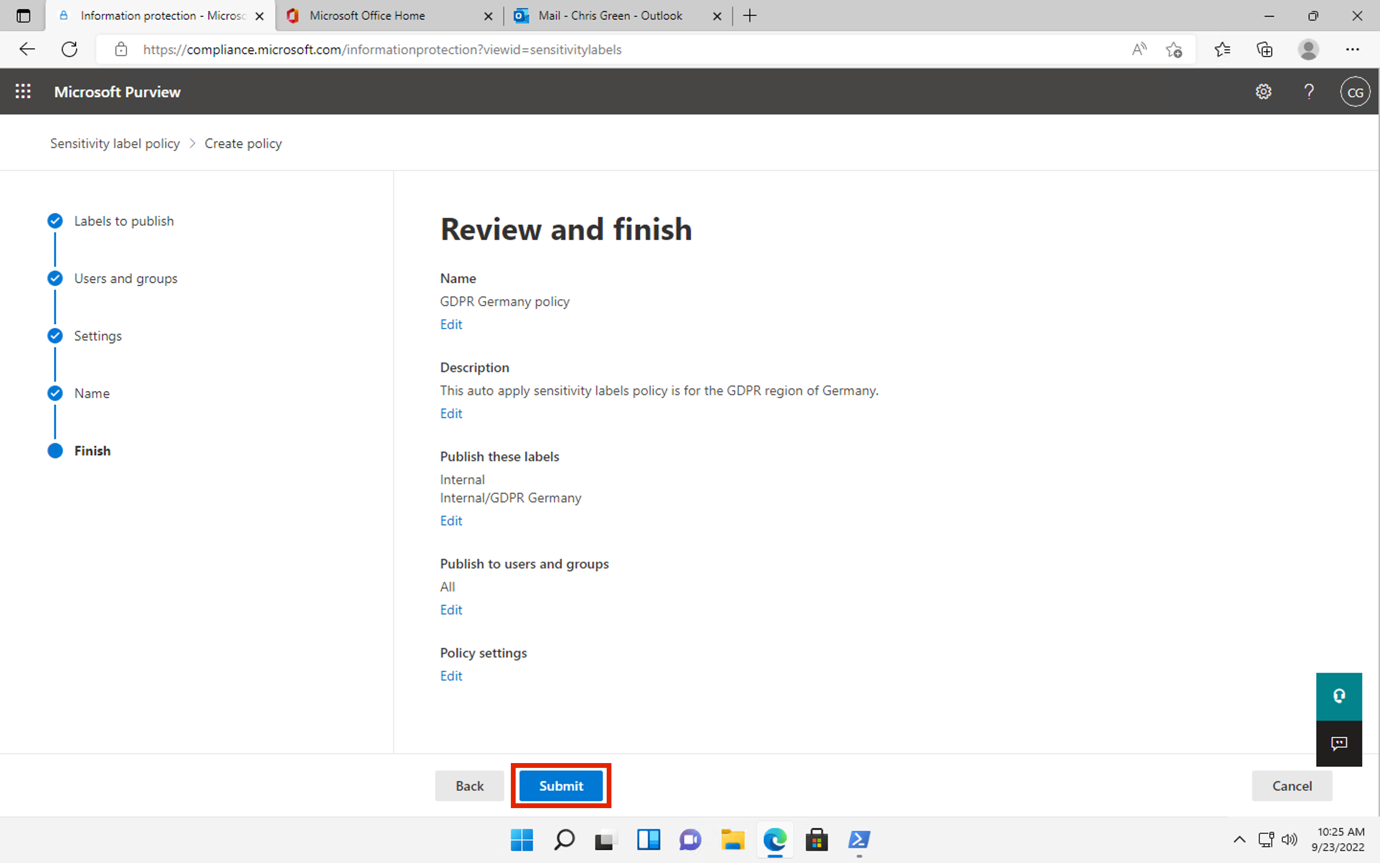 Information protection - Microsc
Microsoft Office Home
Mail - Chris Green - Outlook
https://compliance.microsoft.com/informationprotection?viewid=sensitivitylabels
Microsoft Purview
?
CG
Sensitivity label policy > Create policy
Labels to publish
Users and groups
Settings
Name
Finish
Review and finish
Name
GDPR Germany policy
Edit
Description
This auto apply sensitivity labels policy is for the GDPR region of Germany.
Edit
Publish these labels
Internal
Internal/GDPR Germany
Edit
Publish to users and groups
All
Edit
Policy settings
Edit
Back
Submit
Cancel
10:25 AM
9/23/2022